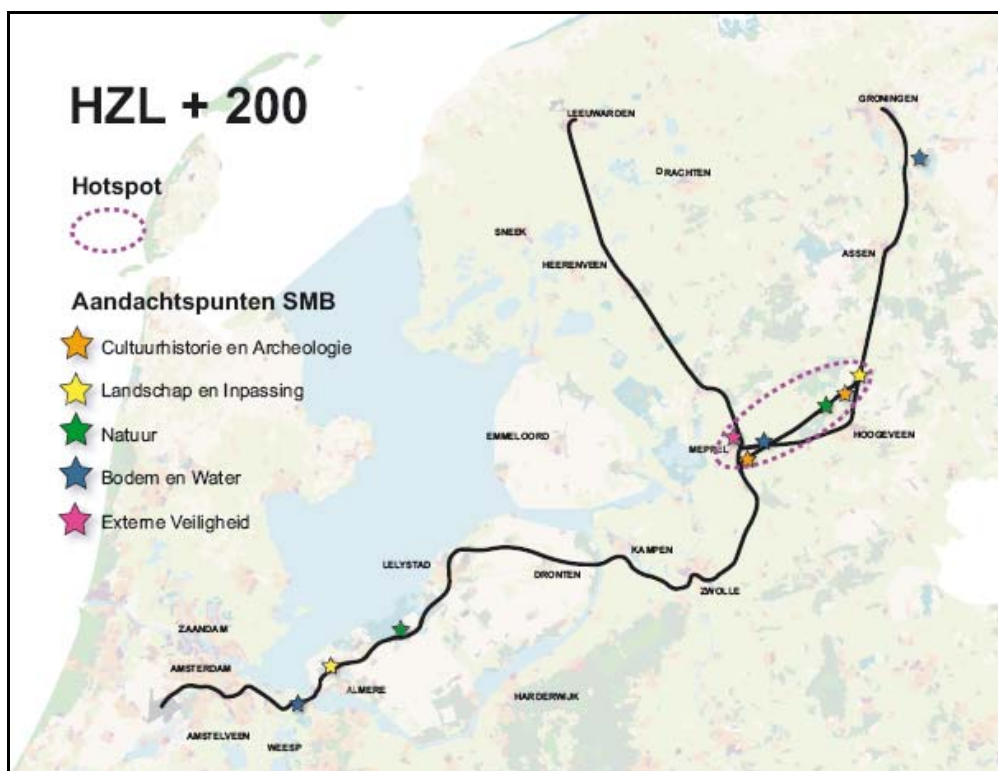 HZL + 200
Hotspot
Aandachtspunten SMB
Cultuurhistorie en Archeologie
Landschap en Inpassing
Natuur
Bodem en Water
Externe Veiligheid
LEEUWARDEN
GRONINGEN
DRACHTEN
SNEEK
HEERENVEEN
ASSEN
EMMELOORD
MEPPEL
HOOGEVEEN
LELYSTAD
DRONTEN
KAMPEN
ZWOLLE
ZAANDAM
AMSTERDAM
ALMERE
HARDERWIJK
AMSTELVEEN
WEESP